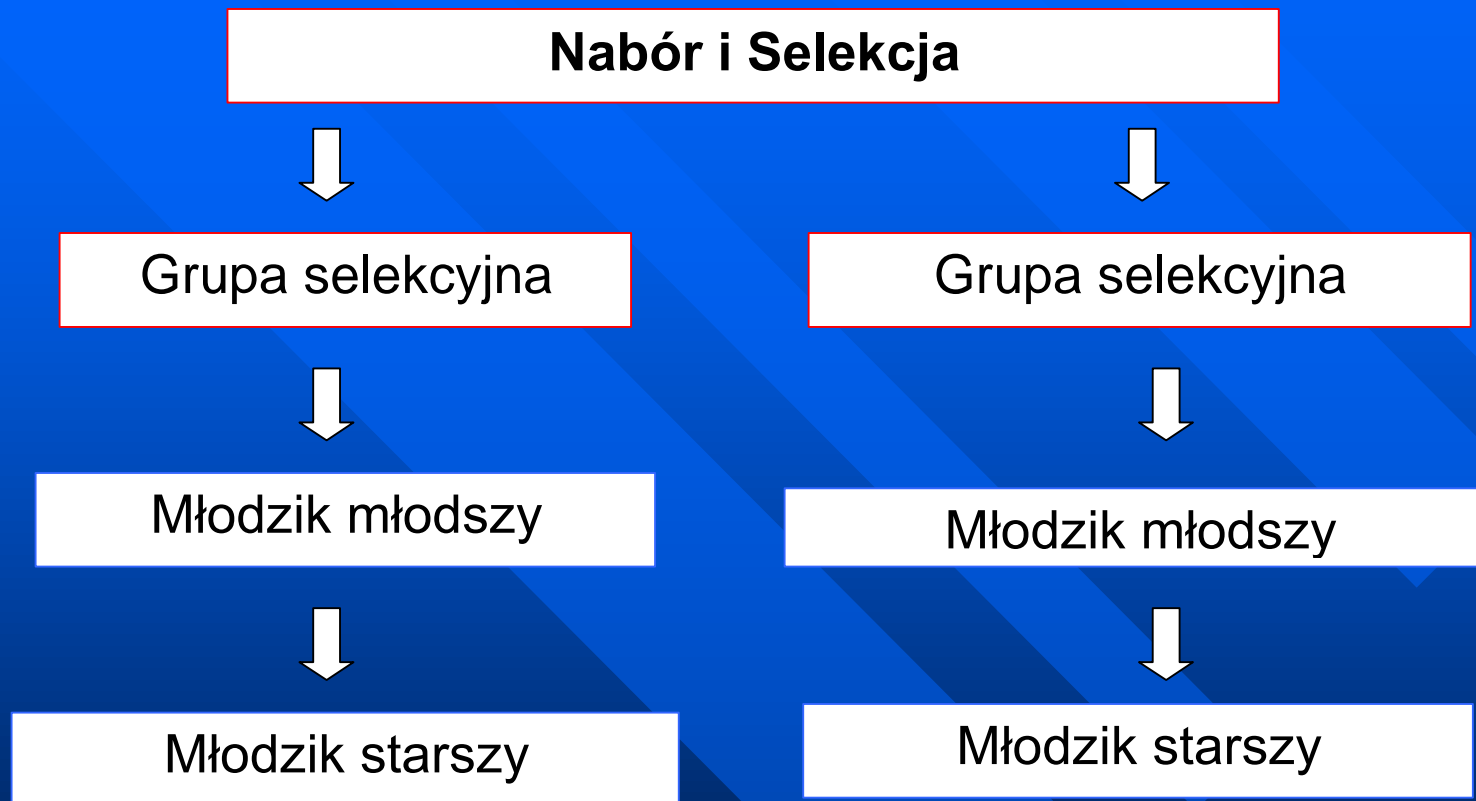 Nabór i Selekcja
Grupa selekcyjna
Grupa selekcyjna
Młodzik młodszy
Młodzik młodszy
Młodzik starszy
Młodzik starszy